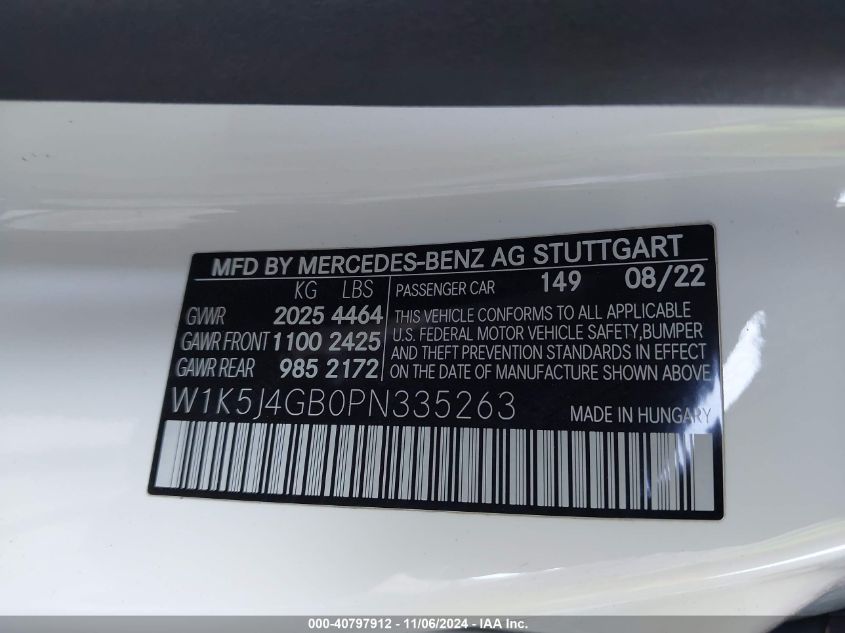 MFD BY MERCEDES-BENZ AG STUTTGART
KG LBS PASSENGER CAR 149 08/22
GVWR 2025 4464 THIS VEHICLE CONFORMS TO ALL APPLICABLE
GAWR FRONT 1100 2425 U.S. FEDERAL MOTOR VEHICLE SAFETY, BUMPER
GAWR REAR 985 2172 AND THEFT PREVENTION STANDARDS IN EFFECT
ON THE DATE OF MANUFACTURE SHOWN ABOVE
W1K5J4GB0PN335263 MADE IN HUNGARY
000-40797912 - 11/06/2024 - IAA Inc.